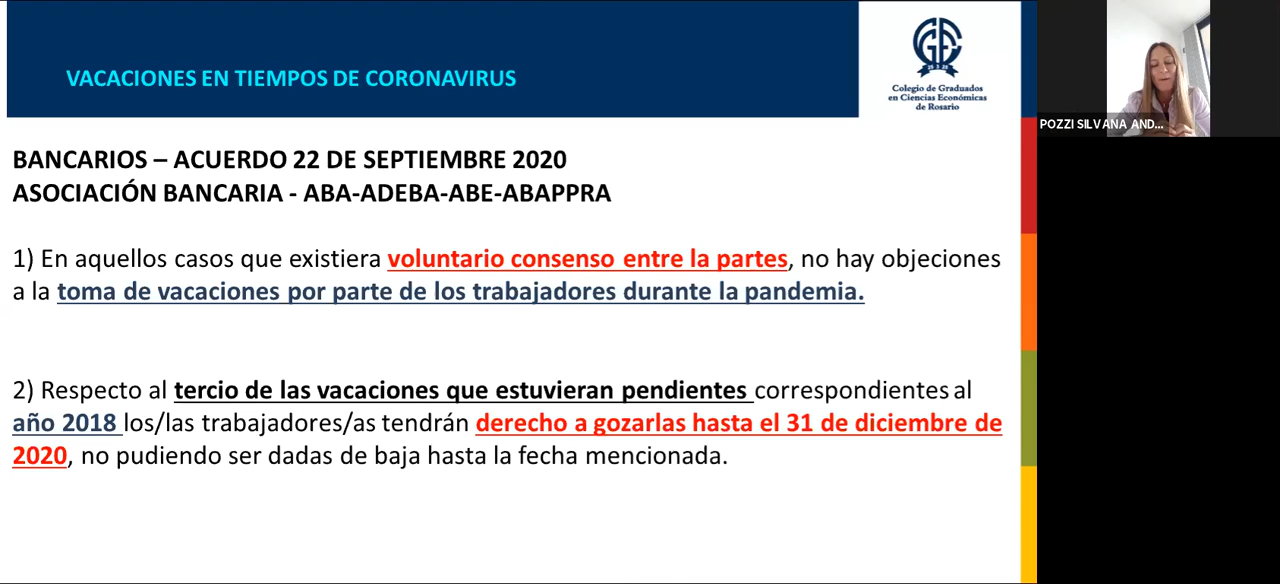 VACACIONES EN TIEMPOS DE CORONAVIRUS
Colegio de Graduados
en Ciencias Económicas
de Rosario
POZZI SILVANA AND...
BANCARIOS – ACUERDO 22 DE SEPTIEMBRE 2020
ASOCIACIÓN BANCARIA - ABA-ADEBA-ABE-ABAPPRA
1) En aquellos casos que existiera voluntario consenso entre la partes, no hay objeciones
a la toma de vacaciones por parte de los trabajadores durante la pandemia.
2) Respecto al tercio de las vacaciones que estuvieran pendientes correspondientes al
año 2018 los/las trabajadores/as tendrán derecho a gozarlas hasta el 31 de diciembre de
2020, no pudiendo ser dadas de baja hasta la fecha mencionada.